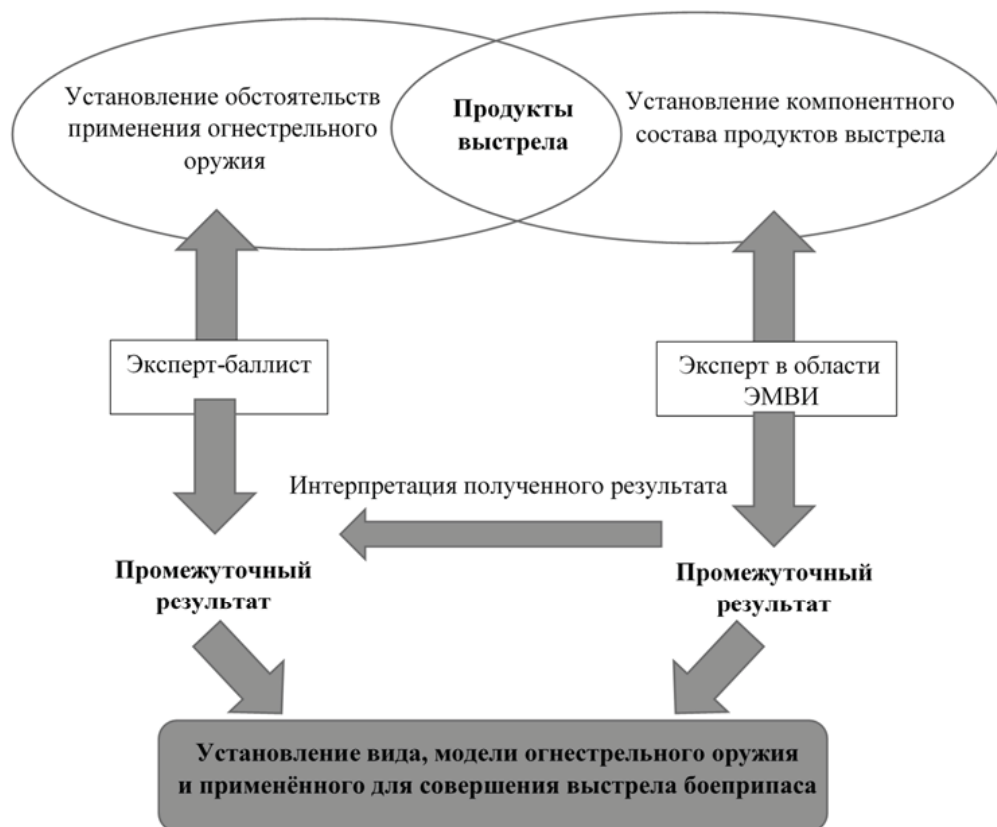 Установление обстоятельств
применения огнестрельного
оружия
Продукты
выстрела
Установление компонентного
состава продуктов выстрела
Эксперт-баллист
Эксперт в области
ЭМВИ
Интерпретация полученного результата
Промежуточный
результат
Промежуточный
результат
Установление вида, модели огнестрельного оружия
и применённого для совершения выстрела боеприпаса